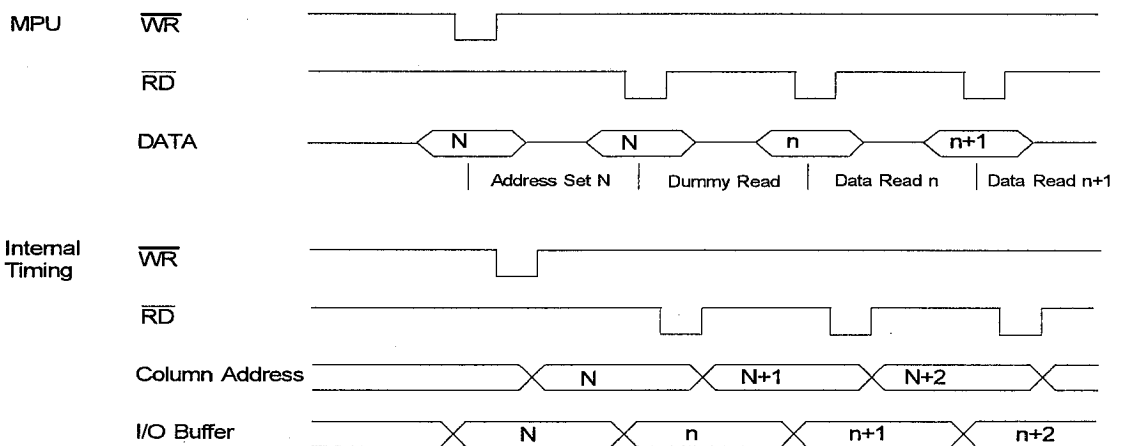 MPU WR
RD
DATA N N n n+1
Address Set N Dummy Read Data Read n Data Read n+1
Internal Timing WR
RD
Column Address N N+1 N+2
I/O Buffer N n n+1 n+2